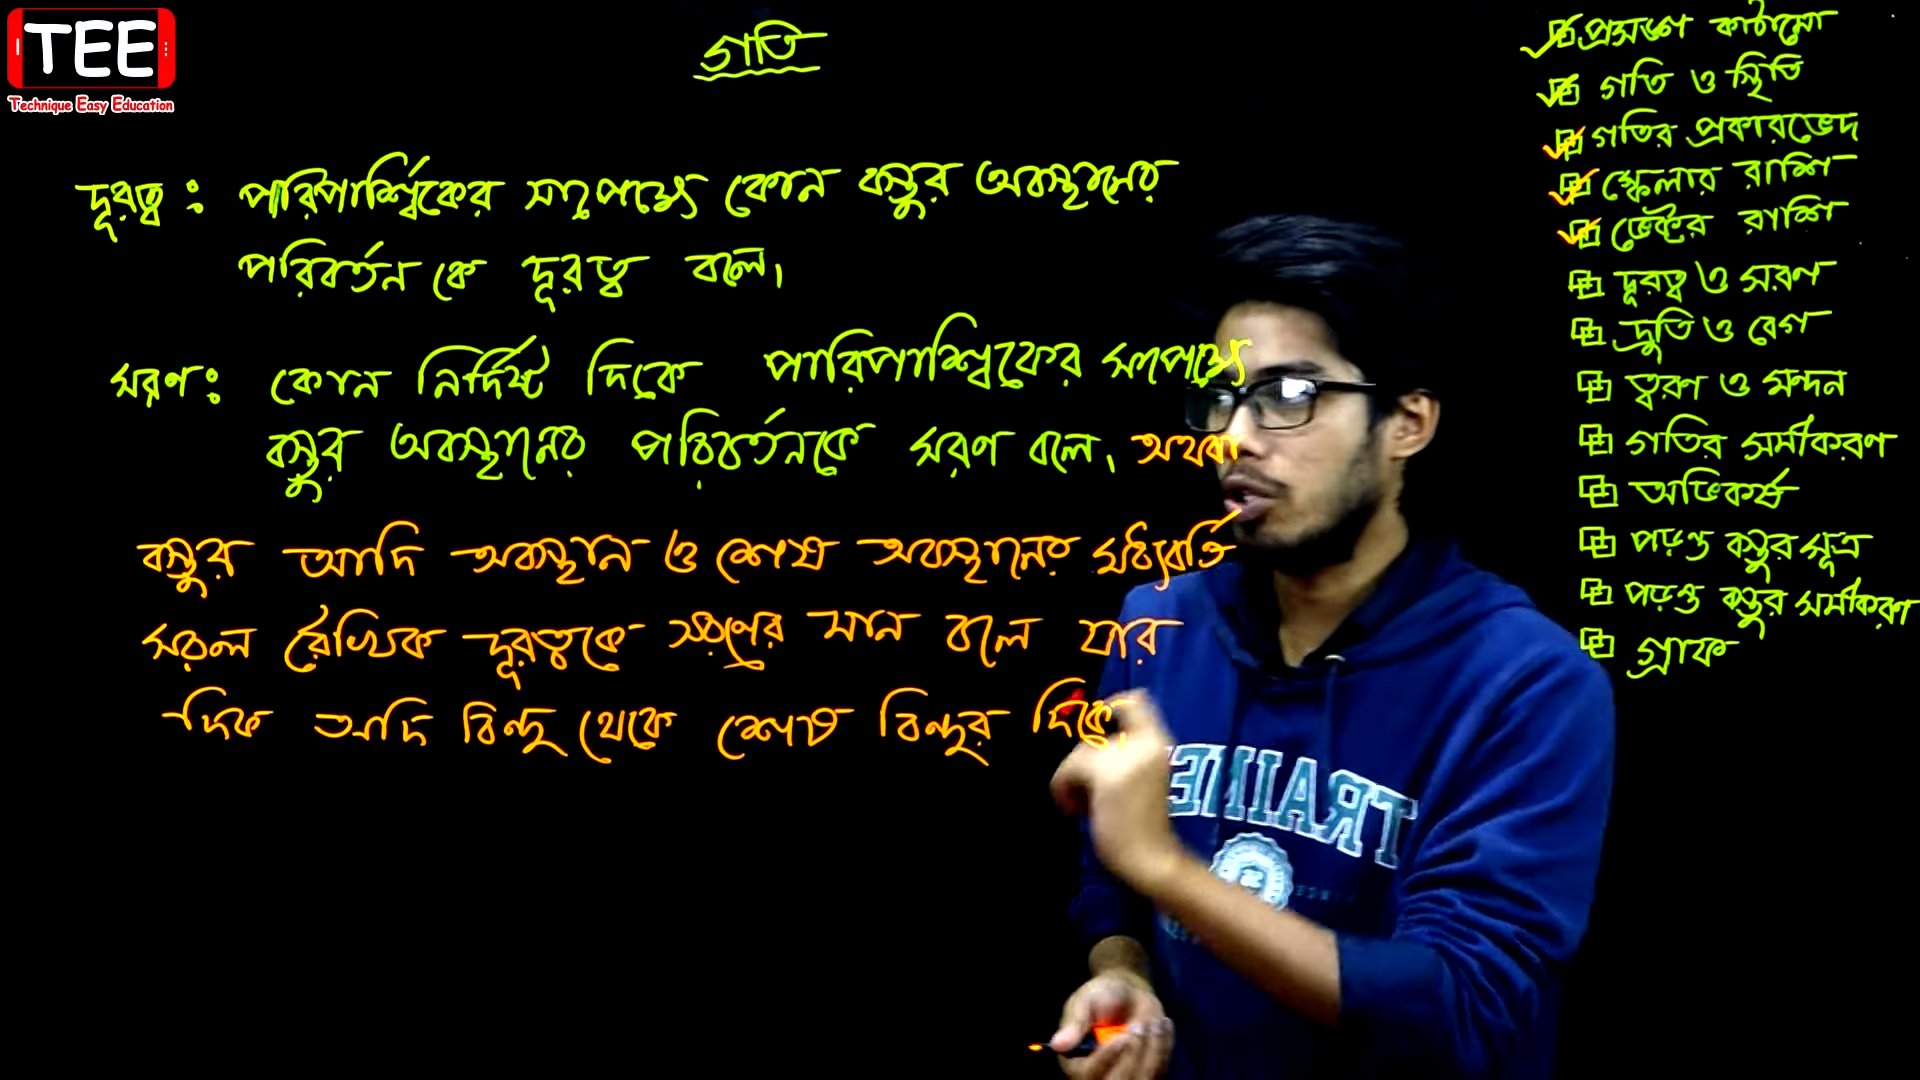 TEE
Technique Easy Education
গতি
দূরত্ব : পারিপার্শ্বিকের সাপেক্ষে কোন বস্তুর অবস্থানের
পরিবর্তন কে দূরত্ব বলে।
সরণ : কোন নির্দিষ্ট দিকে পারিপার্শ্বিকের সাপেক্ষে
বস্তুর অবস্থানের পরিবর্তনকে সরণ বলে। অথবা
বস্তুর আদি অবস্থান ও শেষ অবস্থানের মধ্যবর্তি
সরল রৈখিক দূরত্বকে সরণের মান বলে যার
দিক আদি বিন্দু থেকে শেষ বিন্দুর দিকে।
প্রসঙ্গ কাঠামো
গতি ও স্থিতি
গতির প্রকারভেদ
স্কেলার রাশি
ভেক্টর রাশি
দূরত্ব ও সরণ
দ্রুতি ও বেগ
ত্বরণ ও মন্দন
গতির সমীকরণ
অভিকর্ষ
পড়ন্ত বস্তুর সূত্র
পড়ন্ত বস্তুর সমীকরণ
গ্রাফ
TRAINE